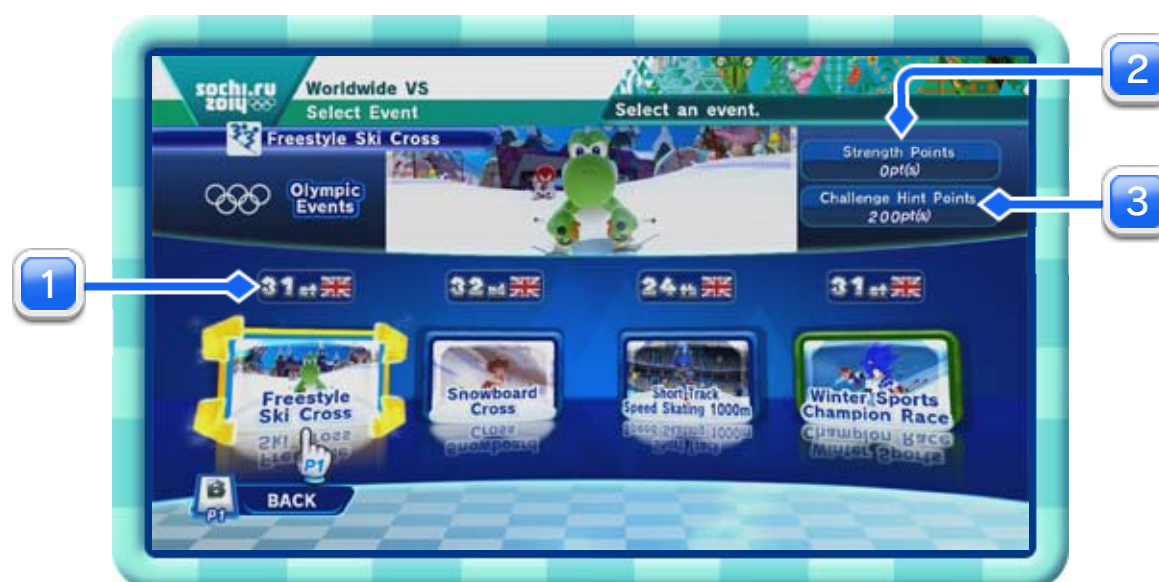 sochi.ru
2014
Worldwide VS
Select Event
Select an event.
Freestyle Ski Cross
Olympic
Events
Strength Points
0pt(s)
Challenge Hint Points
200pt(s)
1
2
3
31st
32nd
24th
31st
Freestyle
Ski Cross
Snowboard
Cross
Short Track
Speed Skating 1000m
Winter Sports
Champion Race
P1
B
P1
BACK